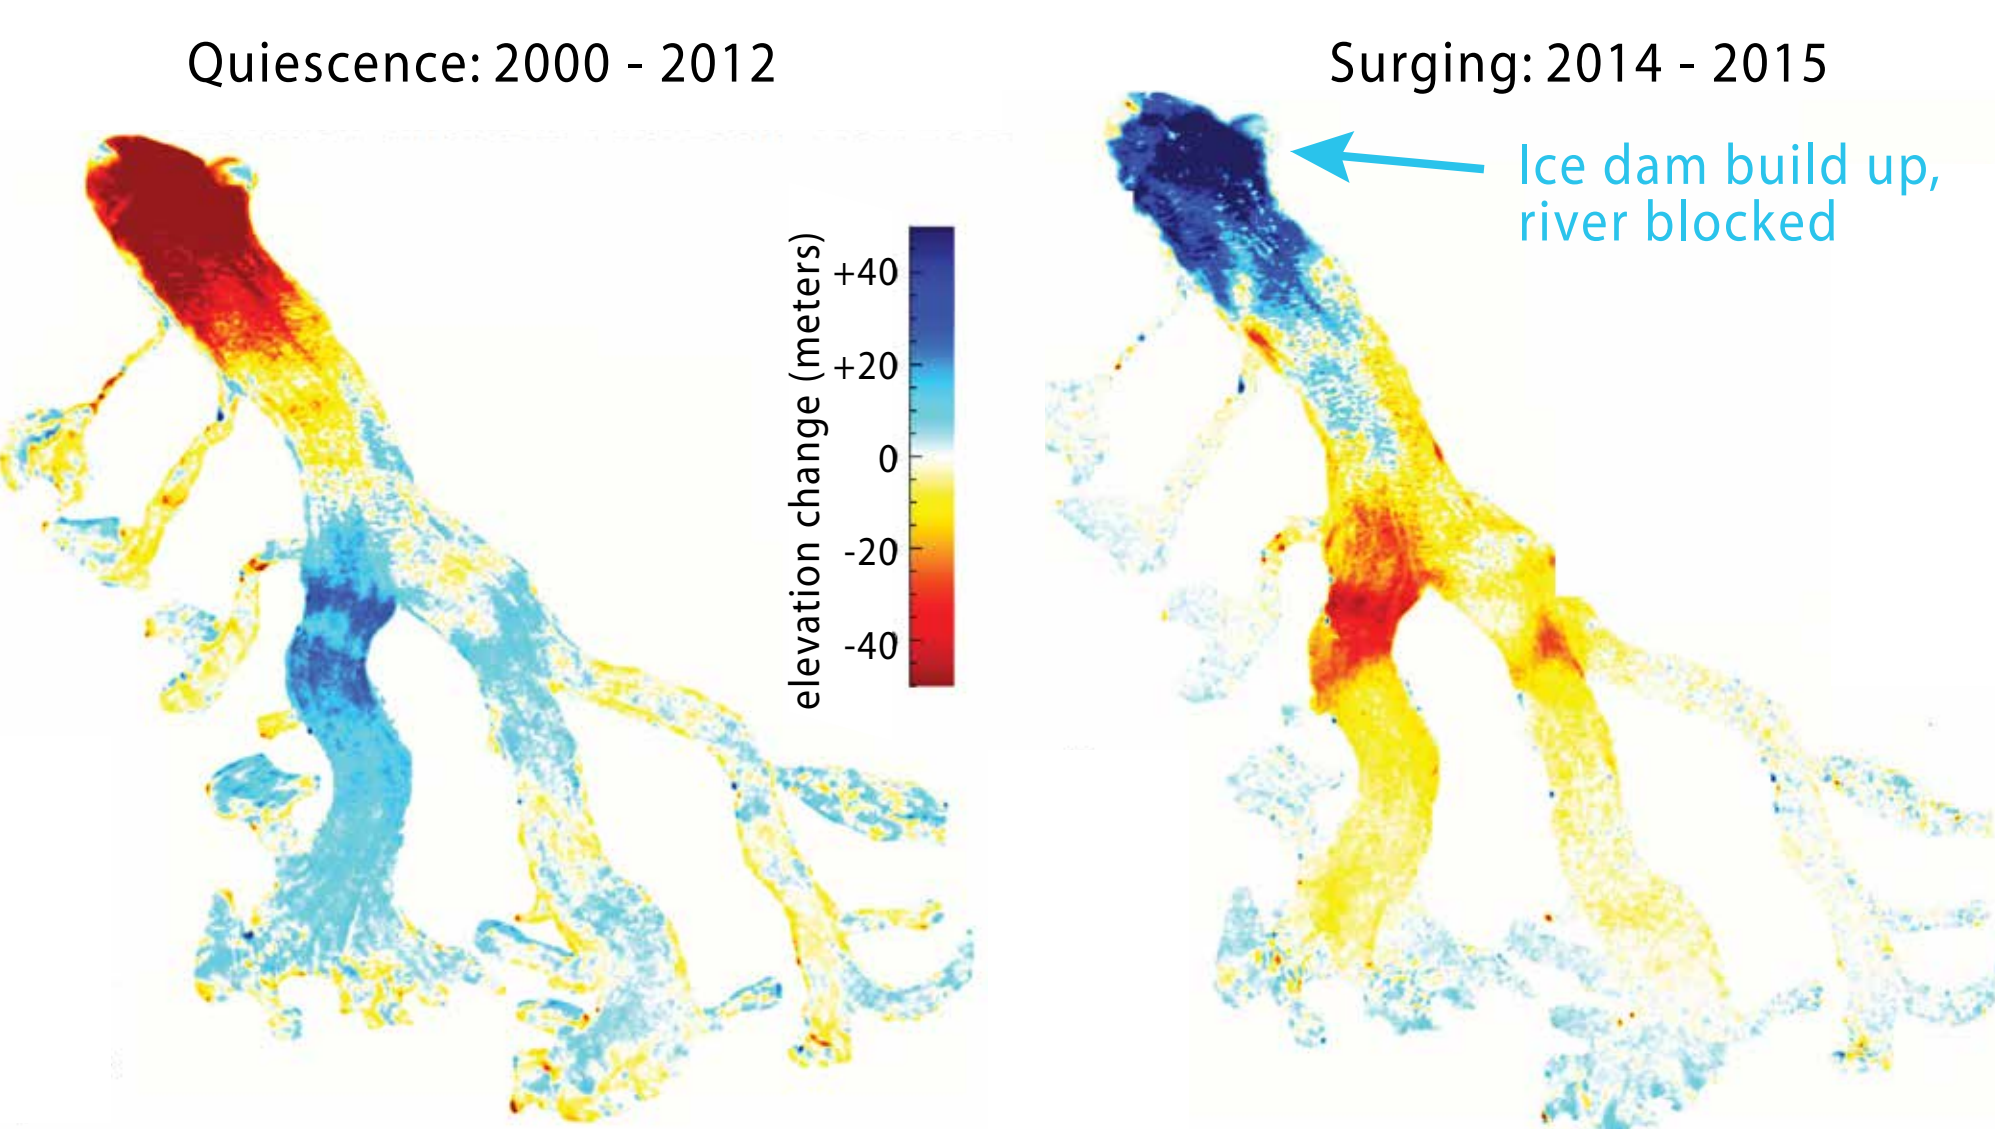 Quiescence: 2000 - 2012
Surging: 2014 - 2015
Ice dam build up,
river blocked
elevation change (meters)
+40
+20
0
-20
-40